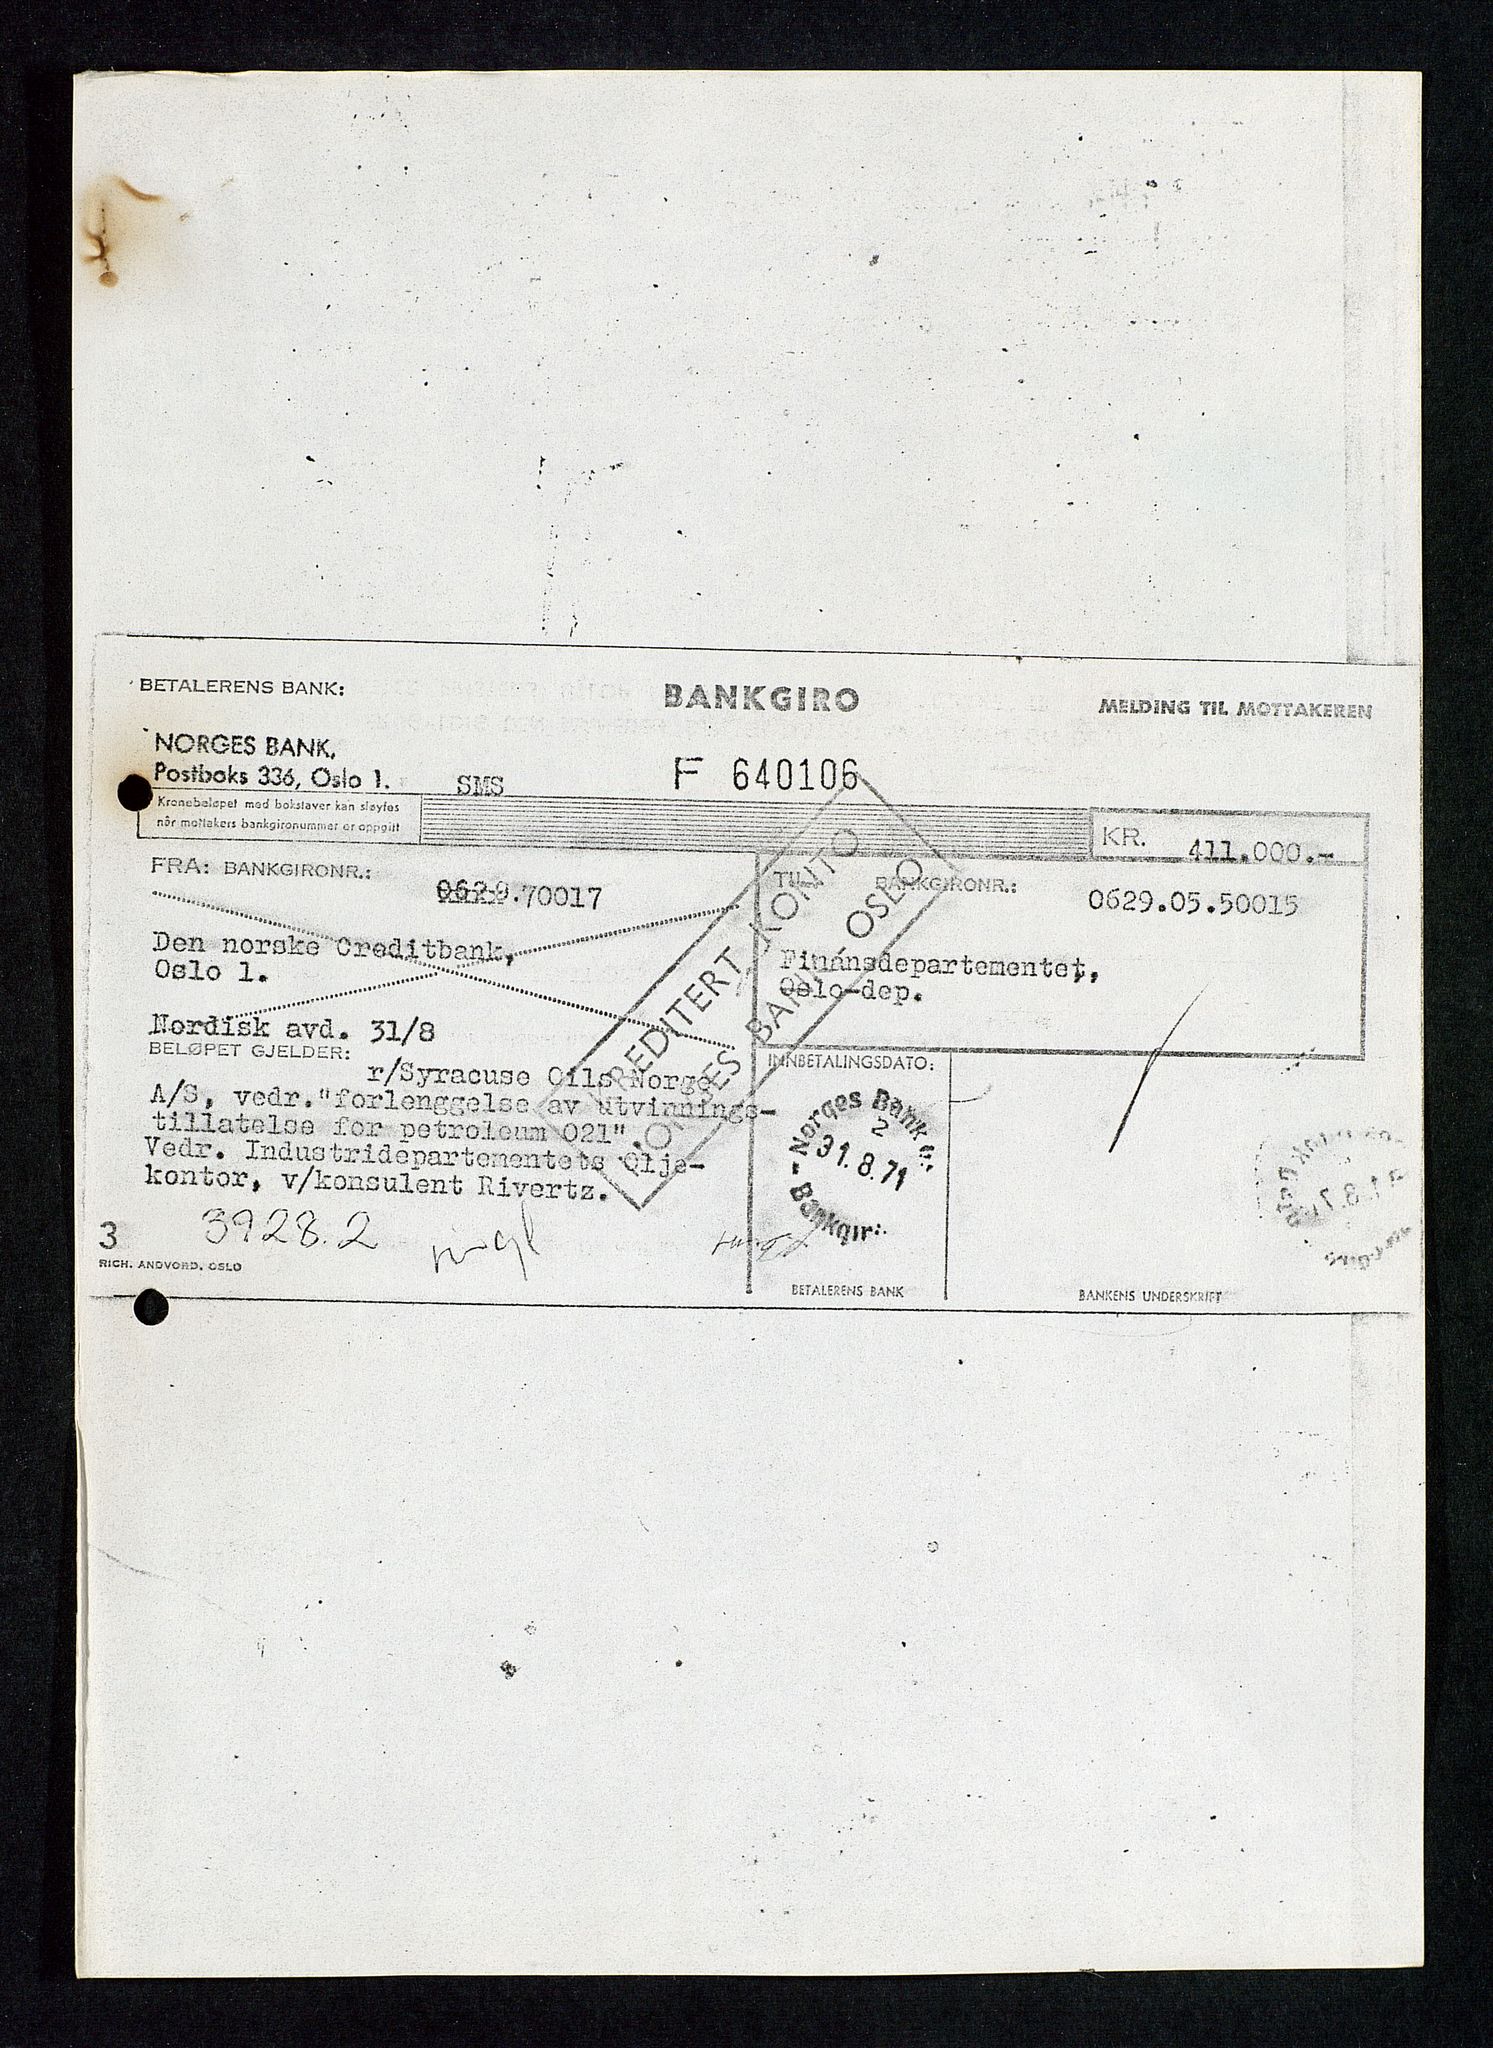 BETALERENS BANK:
BANKGIRO
MELDING TIL MOTTAKEREN
NORGES BANK,
Postboks 336, Oslo 1.
SMS
F 640106
Kronebeløpet med bokstaver kan sløyfes
når mottakers bankgironummer er oppgitt
KR. 411.000.-
FRA: BANKGIRONR.:
0629.70017
TIL: BANKGIRONR.:
0629.05.50015
Den norske Creditbank,
Oslo 1.
Finansdepartementet,
Oslo-dep.
KREDITERT KONTO
NORGES BANK OSLO
Nordisk avd. 31/8
BELØPET GJELDER:
r/Syracuse Oils Norge
A/S, vedr."forlenggelse av utvinnings-
tillatelse for petroleum 021"
Vedr. Industridepartementets Olje-
kontor, v/konsulent Rivertz.
INNBETALINGSDATO:
Norges Bank
2
31.8.71
Bankgir
3
3928.2
RICH. ANDVORD, OSLO
BETALERENS BANK
BANKENS UNDERSKRIFT